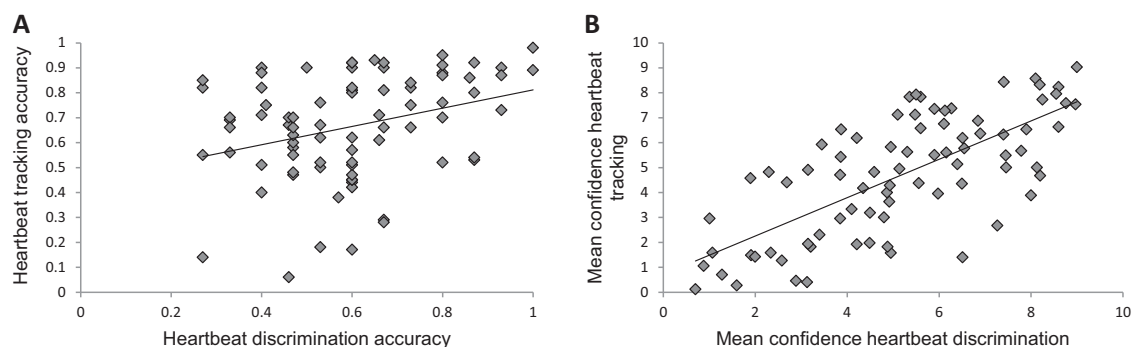 A
Heartbeat tracking accuracy
1
0.9
0.8
0.7
0.6
0.5
0.4
0.3
0.2
0.1
0
0 0.2 0.4 0.6 0.8 1
Heartbeat discrimination accuracy
B
Mean confidence heartbeat
tracking
10
9
8
7
6
5
4
3
2
1
0
0 2 4 6 8 10
Mean confidence heartbeat discrimination